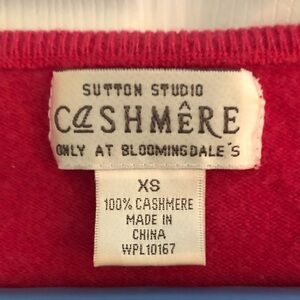 SUTTON STUDIO
CaSHMÊRE
ONLY AT BLOOMINGDALE'S
XS
100% CASHMERE
MADE IN
CHINA
WPL10167